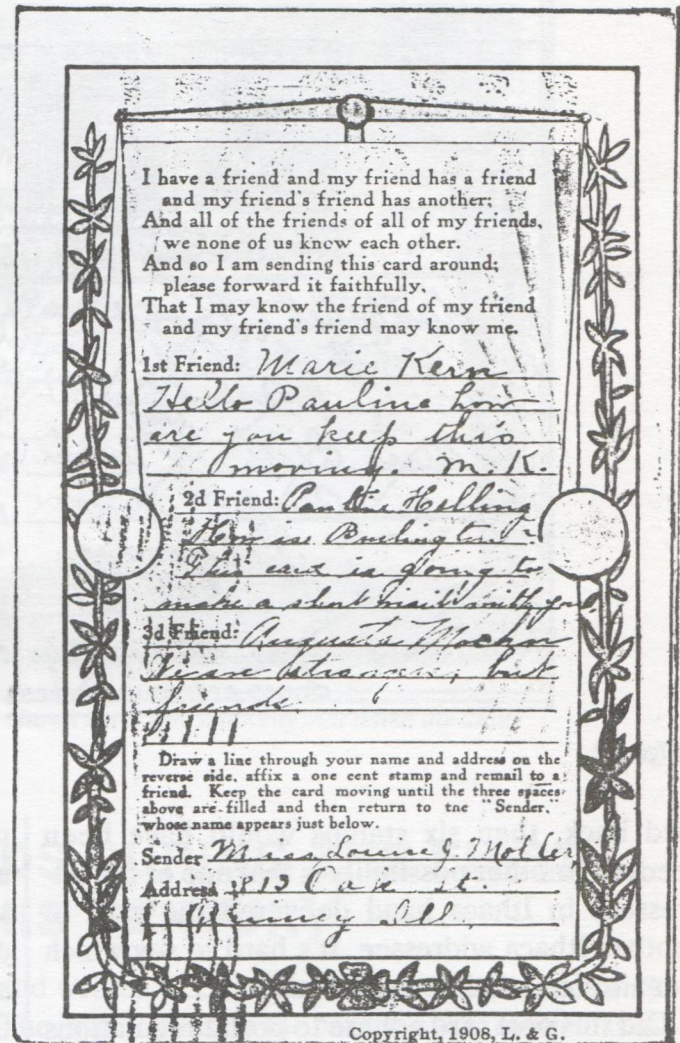 I have a friend and my friend has a friend
and my friend's friend has another;
And all of the friends of all of my friends,
we none of us know each other.
And so I am sending this card around;
please forward it faithfully,
That I may know the friend of my friend
and my friend's friend may know me.
1st Friend: Marie Kern
Hello Pauline how
are you keep this
moving. M. K.
2d Friend: Pauline Helling
How is Burlington
This card is going to
make a short visit with you
3d Friend: Augusta
We are strangers, but
friends
Draw a line through your name and address on the
reverse side, affix a one cent stamp and remail to a
friend. Keep the card moving until the three spaces
above are filled and then return to the "Sender,"
whose name appears just below.
Sender Miss
Address 813 Oak St.
Quincy Ill.
Copyright, 1908, L. & G.